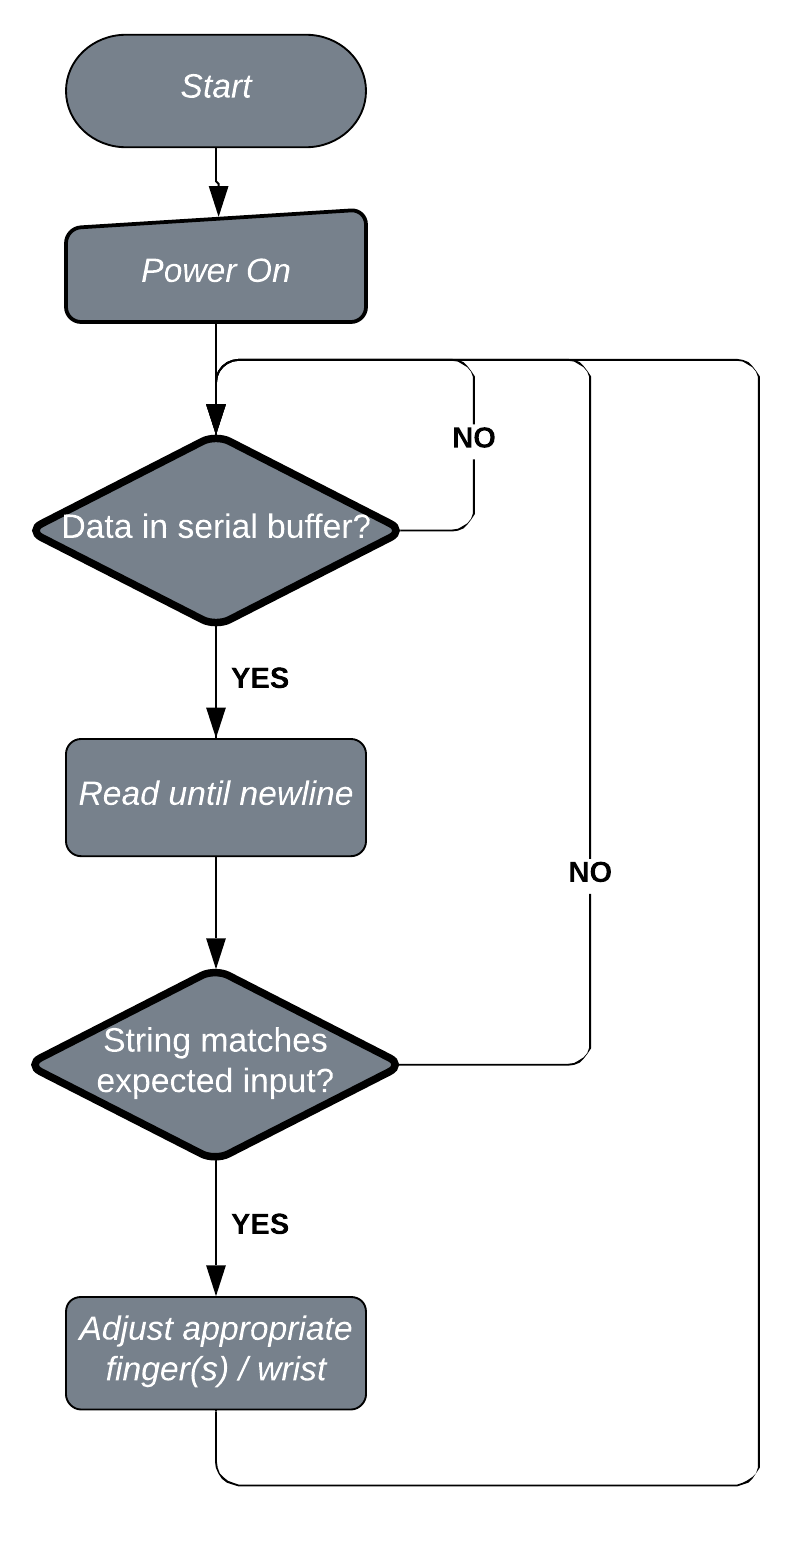 Start
Power On
NO
Data in serial buffer?
YES
Read until newline
NO
String matches
expected input?
YES
Adjust appropriate
finger(s) / wrist